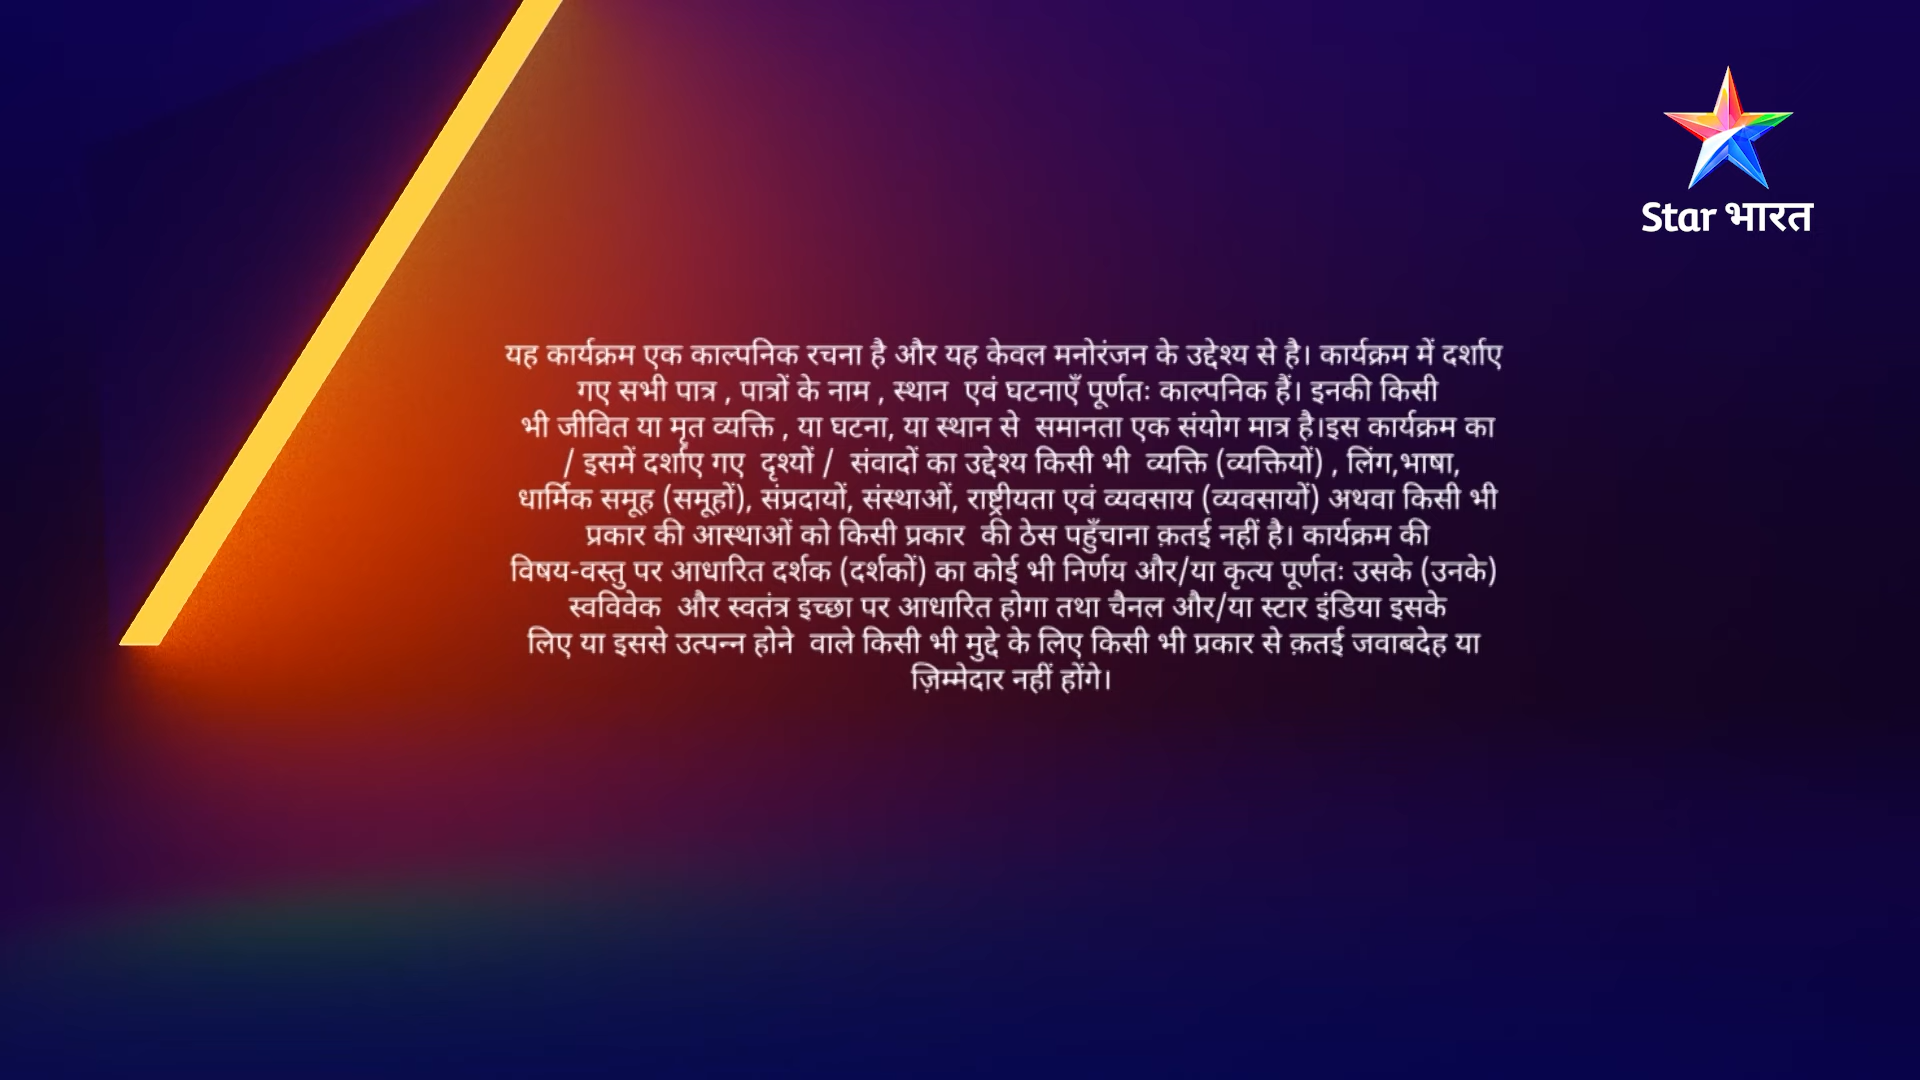 Star भारत
यह कार्यक्रम एक काल्पनिक रचना है और यह केवल मनोरंजन के उद्देश्य से है। कार्यक्रम में दर्शाए
गए सभी पात्र , पात्रों के नाम , स्थान  एवं घटनाएँ पूर्णतः काल्पनिक हैं। इनकी किसी
भी जीवित या मृत व्यक्ति , या घटना, या स्थान से  समानता एक संयोग मात्र है।इस कार्यक्रम का
/ इसमें दर्शाए गए  दृश्यों /  संवादों का उद्देश्य किसी भी  व्यक्ति (व्यक्तियों) , लिंग,भाषा,
धार्मिक समूह (समूहों), संप्रदायों, संस्थाओं, राष्ट्रीयता एवं व्यवसाय (व्यवसायों) अथवा किसी भी
प्रकार की आस्थाओं को किसी प्रकार  की ठेस पहुँचाना क़तई नहीं है। कार्यक्रम की
विषय-वस्तु पर आधारित दर्शक (दर्शकों) का कोई भी निर्णय और/या कृत्य पूर्णतः उसके (उनके)
स्वविवेक  और स्वतंत्र इच्छा पर आधारित होगा तथा चैनल और/या स्टार इंडिया इसके
लिए या इससे उत्पन्न होने  वाले किसी भी मुद्दे के लिए किसी भी प्रकार से क़तई जवाबदेह या
ज़िम्मेदार नहीं होंगे।